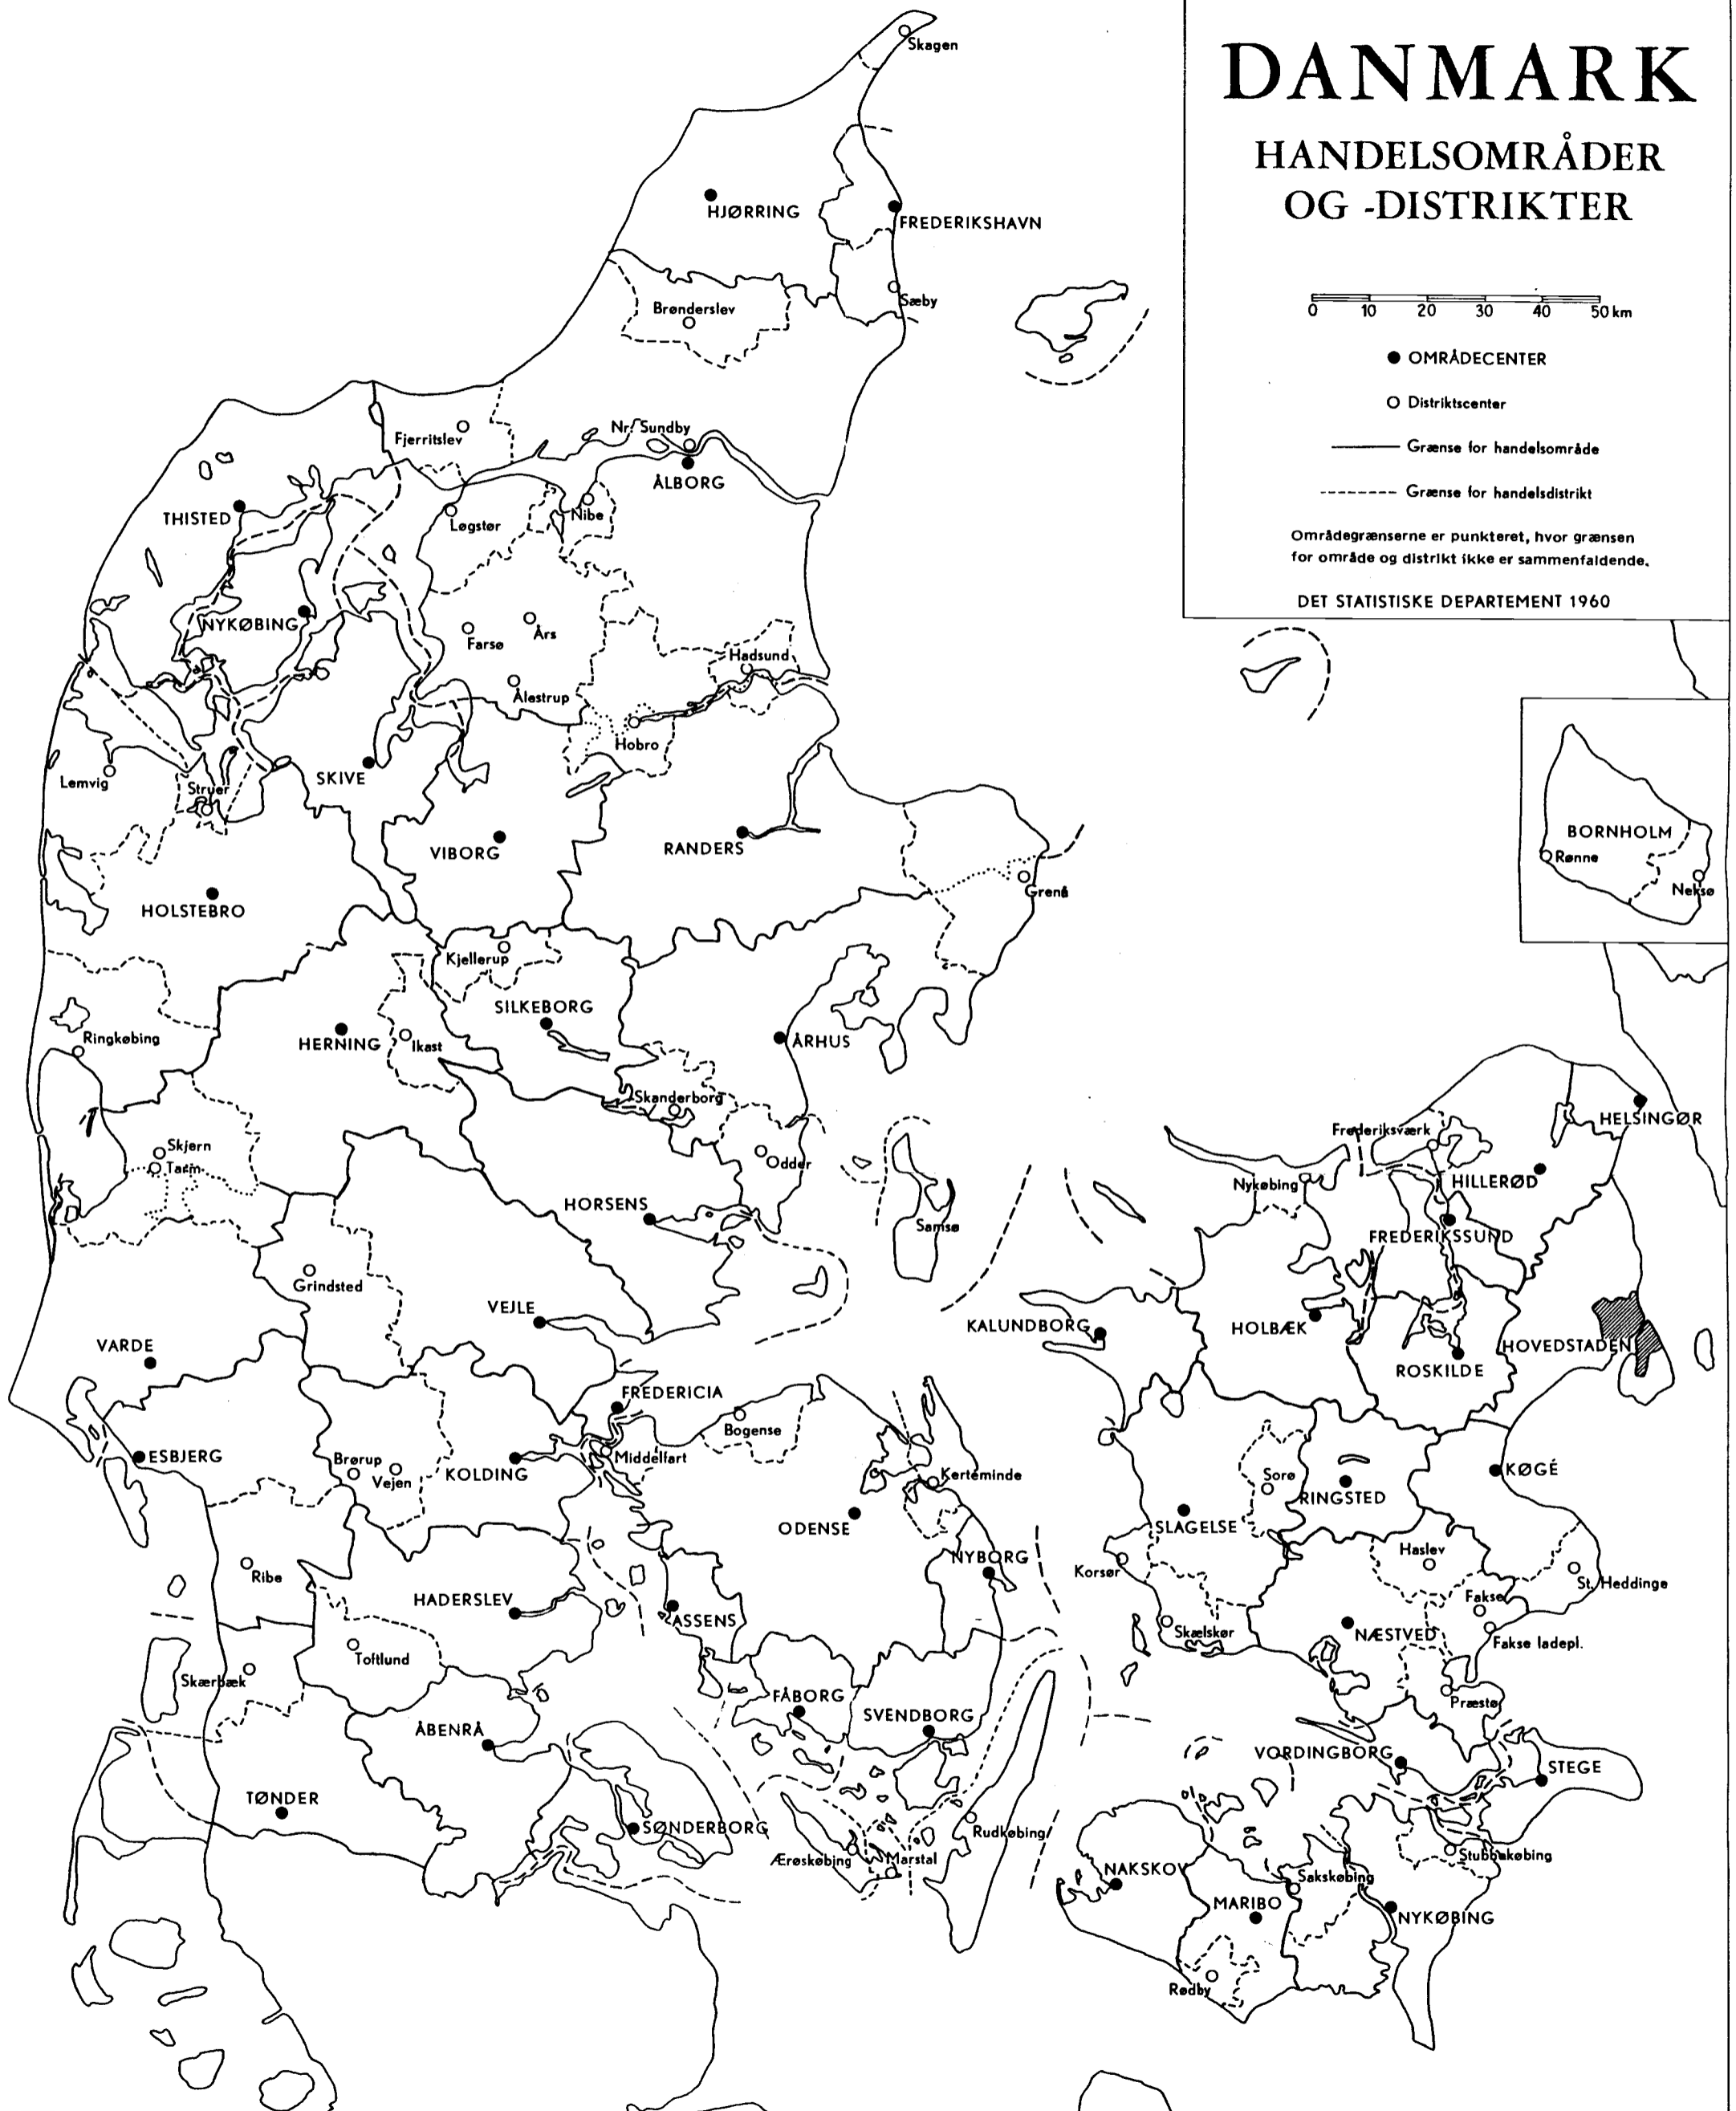 DANMARK
HANDELSOMRÅDER
OG -DISTRIKTER
0 10 20 30 40 50 km
OMRÅDECENTER
Distriktscenter
Grænse for handelsområde
Grænse for handelsdistrikt
Områdegrænserne er punkteret, hvor grænsen
for område og distrikt ikke er sammenfaldende.
DET STATISTISKE DEPARTEMENT 1960
Skagen
HJØRRING
FREDERIKSHAVN
Sæby
Brønderslev
Fjerritslev
Nr. Sundby
ÅLBORG
THISTED
Løgstør
Nibe
NYKØBING
Farsø
Års
Hadsund
Ålestrup
Hobro
Lemvig
Struer
SKIVE
VIBORG
RANDERS
Grenå
HOLSTEBRO
BORNHOLM
Rønne
Neksø
Kjellerup
SILKEBORG
Ringkøbing
HERNING
Ikast
ÅRHUS
Skanderborg
Skjern
Tarm
Odder
HORSENS
Samsø
Grindsted
VEJLE
VARDE
HELSINGØR
Frederiksværk
Nykøbing
HILLERØD
FREDERIKSSUND
KALUNDBORG
HOLBÆK
HOVEDSTADEN
ROSKILDE
FREDERICIA
Bogense
ESBJERG
Brørup
Vejen
KOLDING
Middelfart
Kerteminde
ODENSE
NYBORG
Sorø
RINGSTED
KØGÉ
SLAGELSE
Korsør
Haslev
St. Heddinge
Ribe
HADERSLEV
ASSENS
Fakse
Skælskør
NÆSTVED
Fakse ladepl.
Toftlund
Skærbæk
FÅBORG
SVENDBORG
Præstø
ÅBENRÅ
VORDINGBORG
STEGE
TØNDER
SØNDERBORG
Rudkøbing
Ærøskøbing
Marstal
Stubbekøbing
NAKSKOV
Sakskøbing
MARIBO
NYKØBING
Rødby